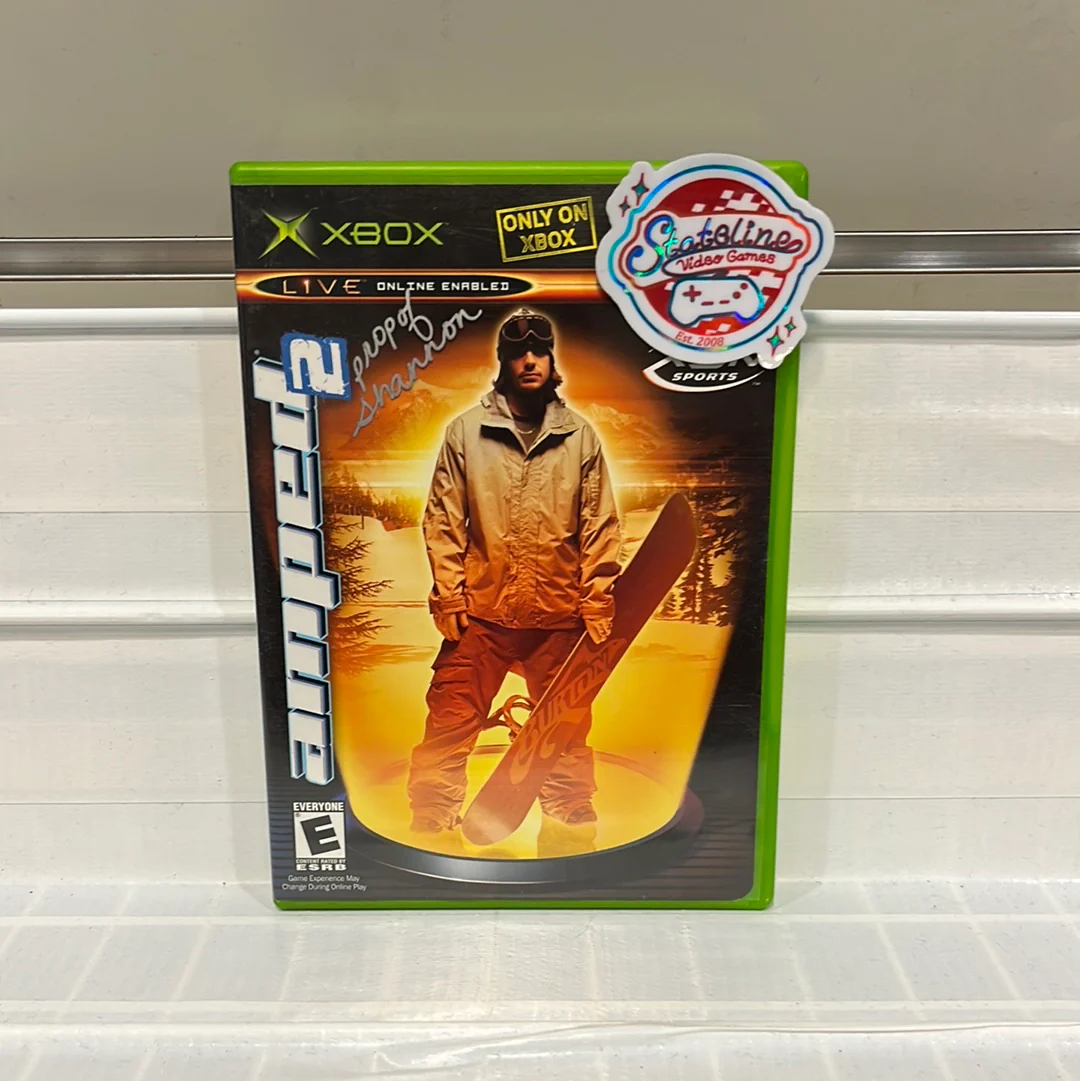 XBOX
ONLY ON
XBOX
Stateline
Video Games
Est. 2008
LIVE ONLINE ENABLED
prop of
shannon
SPORTS
amped 2
BURTON
EVERYONE
E
CONTENT RATED BY
ESRB
Game Experience May
Change During Online Play